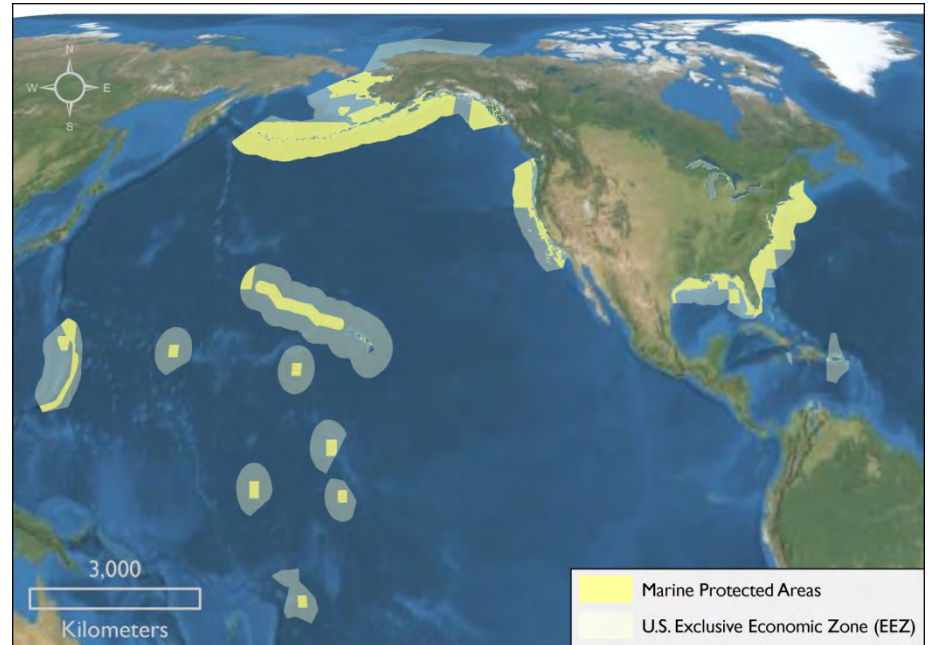 N
W E
S
3,000
Kilometers
Marine Protected Areas
U.S. Exclusive Economic Zone (EEZ)